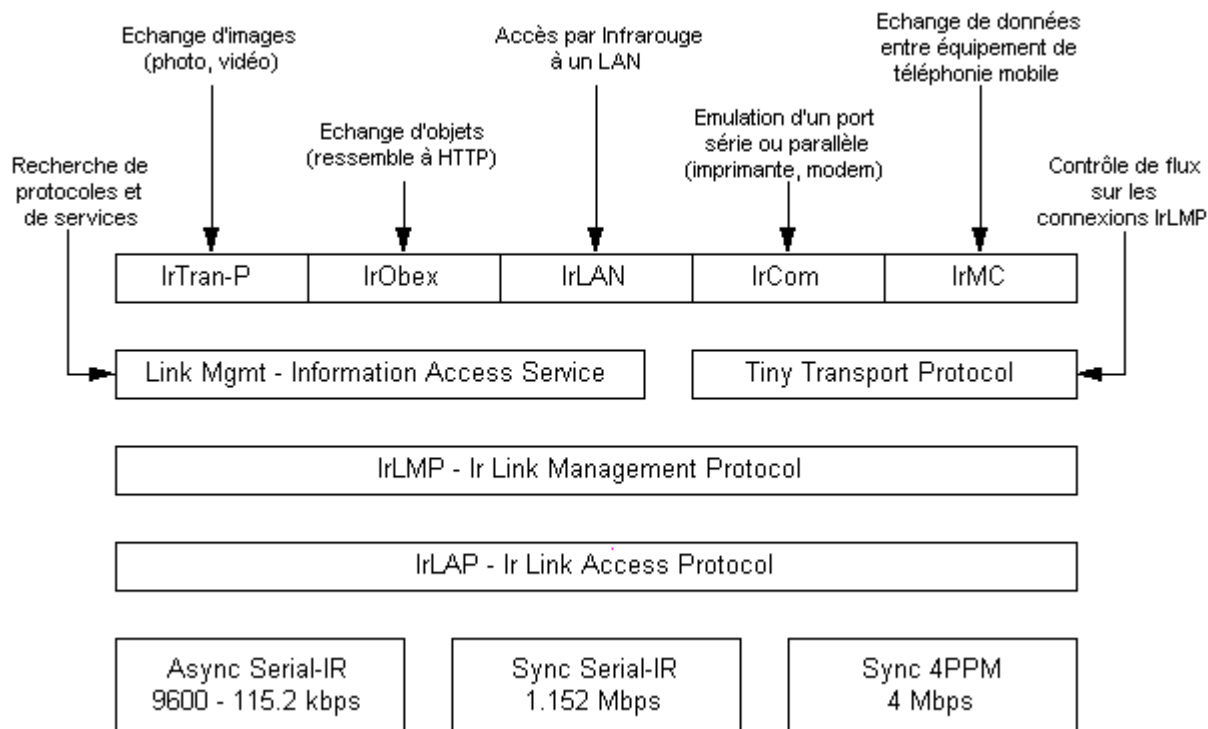 Echange d'images
(photo, vidéo)
Accès par Infrarouge
à un LAN
Echange de données
entre équipement de
téléphonie mobile
Echange d'objets
(ressemble à HTTP)
Emulation d'un port
série ou parallèle
(imprimante, modem)
Recherche de
protocoles et
de services
Contrôle de flux
sur les
connexions IrLMP
IrTran-P
IrObex
IrLAN
IrCom
IrMC
Link Mgmt - Information Access Service
Tiny Transport Protocol
IrLMP - Ir Link Management Protocol
IrLAP - Ir Link Access Protocol
Async Serial-IR
9600 - 115.2 kbps
Sync Serial-IR
1.152 Mbps
Sync 4PPM
4 Mbps